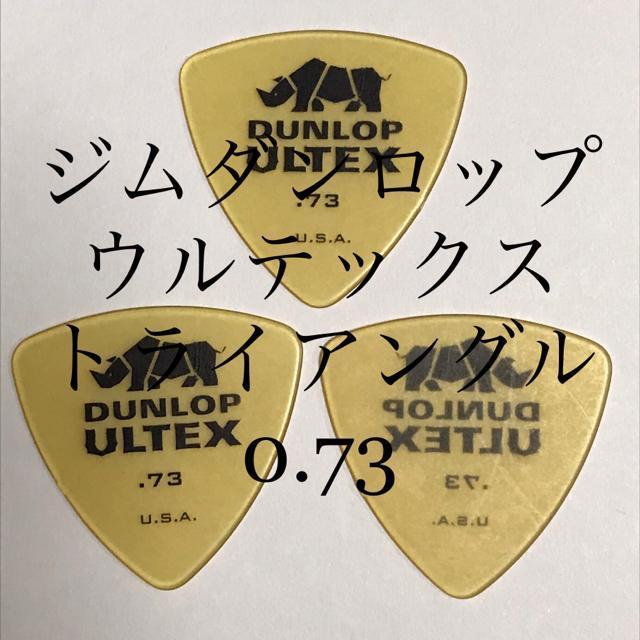 DUNLOP
ULTEX
.73
U.S.A.
ジムダンロップ
ウルテックス
トライアングル
0.73
DUNLOP
ULTEX
.73
U.S.A.
DUNLOP
ULTEX
.73
U.S.A.